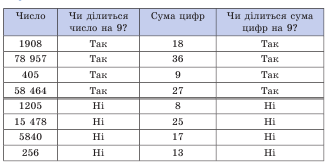 Число Чи ділиться число на 9? Сума цифр Чи ділиться сума цифр на 9?
1908 Так 18 Так
78 957 Так 36 Так
405 Так 9 Так
58 464 Так 27 Так
1205 Ні 8 Ні
15 478 Ні 25 Ні
5840 Ні 17 Ні
256 Ні 13 Ні